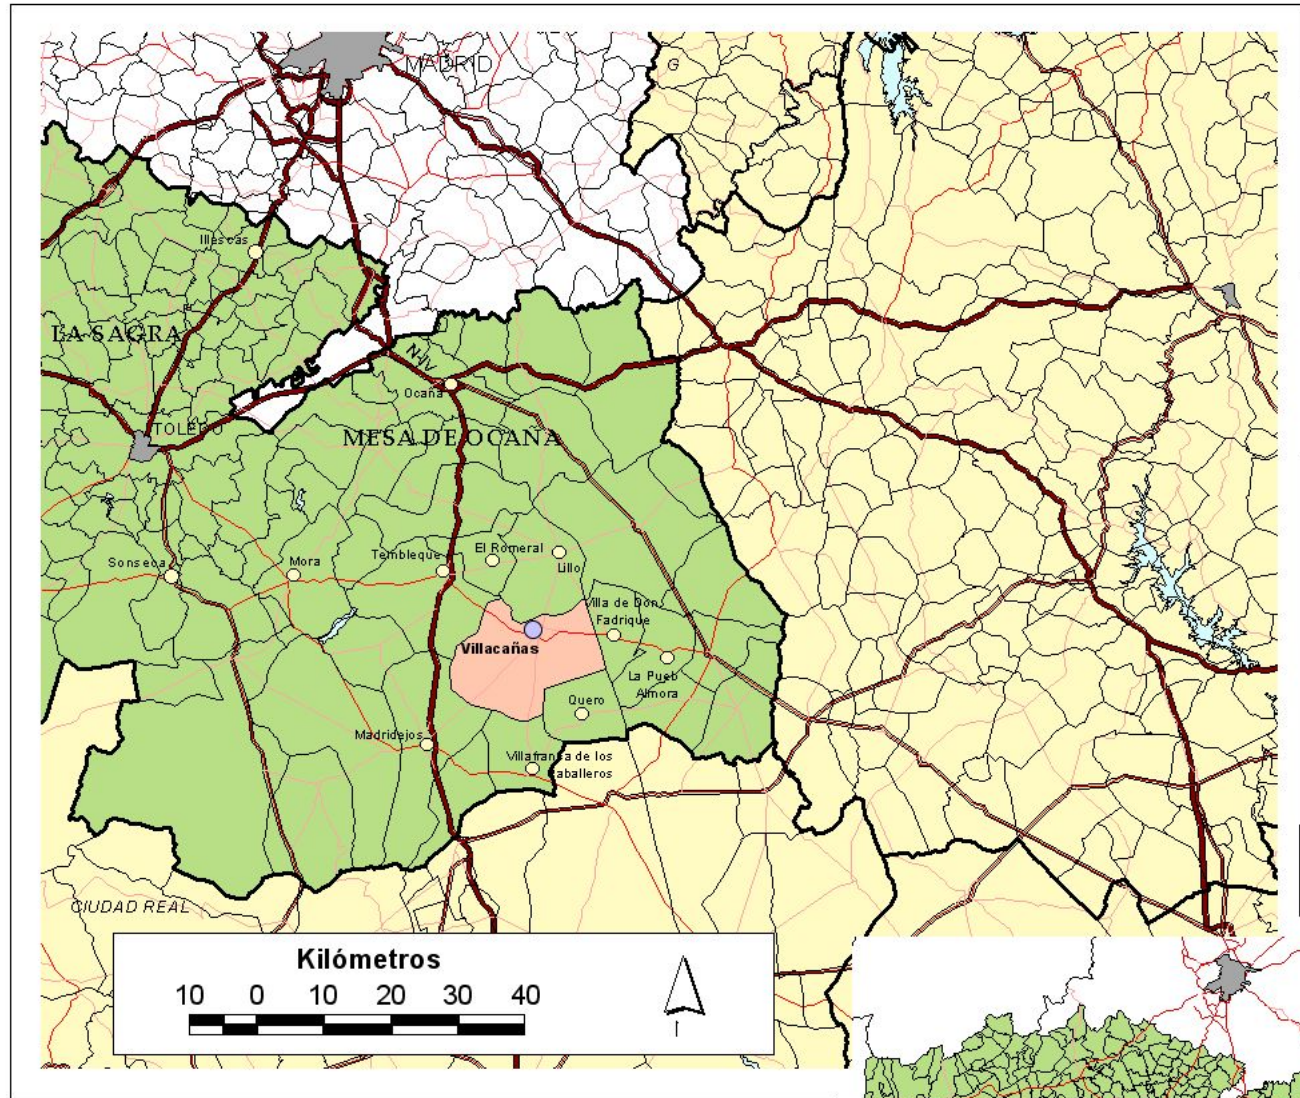 MADRID
G
Illescas
LA SAGRA
N-IV
Ocaña
TOLEDO
MESA DE OCAÑA
Tembleque
El Romeral
Lillo
Sonseca
Mora
Villa de Don
Fadrique
Villacañas
La Pueb
Almora
Quero
Madridejos
Villafranca de los
Caballeros
CIUDAD REAL
Kilómetros
10 0 10 20 30 40